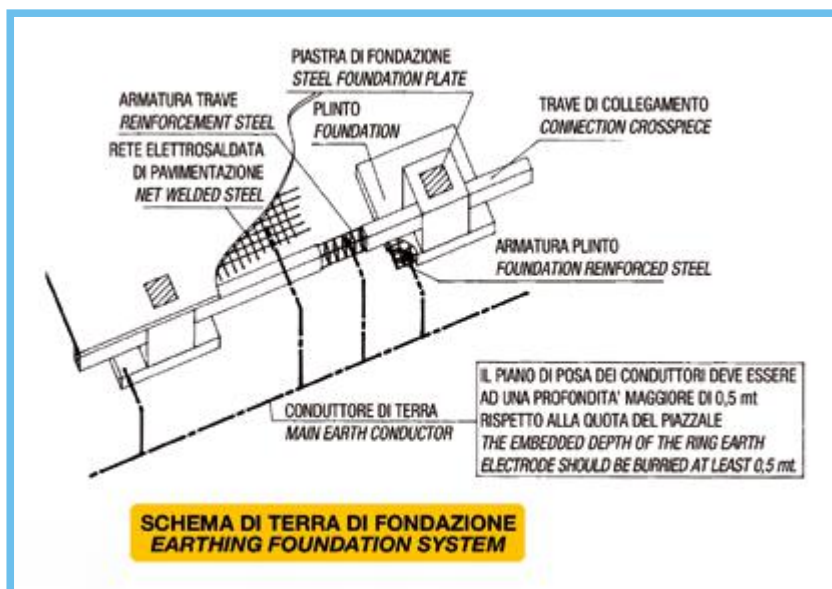 PIASTRA DI FONDAZIONE
STEEL FOUNDATION PLATE
ARMATURA TRAVE
REINFORCEMENT STEEL
PLINTO
FOUNDATION
TRAVE DI COLLEGAMENTO
CONNECTION CROSSPIECE
RETE ELETTROSALDATA
DI PAVIMENTAZIONE
NET WELDED STEEL
ARMATURA PLINTO
FOUNDATION REINFORCED STEEL
IL PIANO DI POSA DEI CONDUTTORI DEVE ESSERE
AD UNA PROFONDITA' MAGGIORE DI 0,5 mt
RISPETTO ALLA QUOTA DEL PIAZZALE
THE EMBEDDED DEPTH OF THE RING EARTH
ELECTRODE SHOULD BE BURRIED AT LEAST 0,5 mt.
CONDUTTORE DI TERRA
MAIN EARTH CONDUCTOR
SCHEMA DI TERRA DI FONDAZIONE
EARTHING FOUNDATION SYSTEM